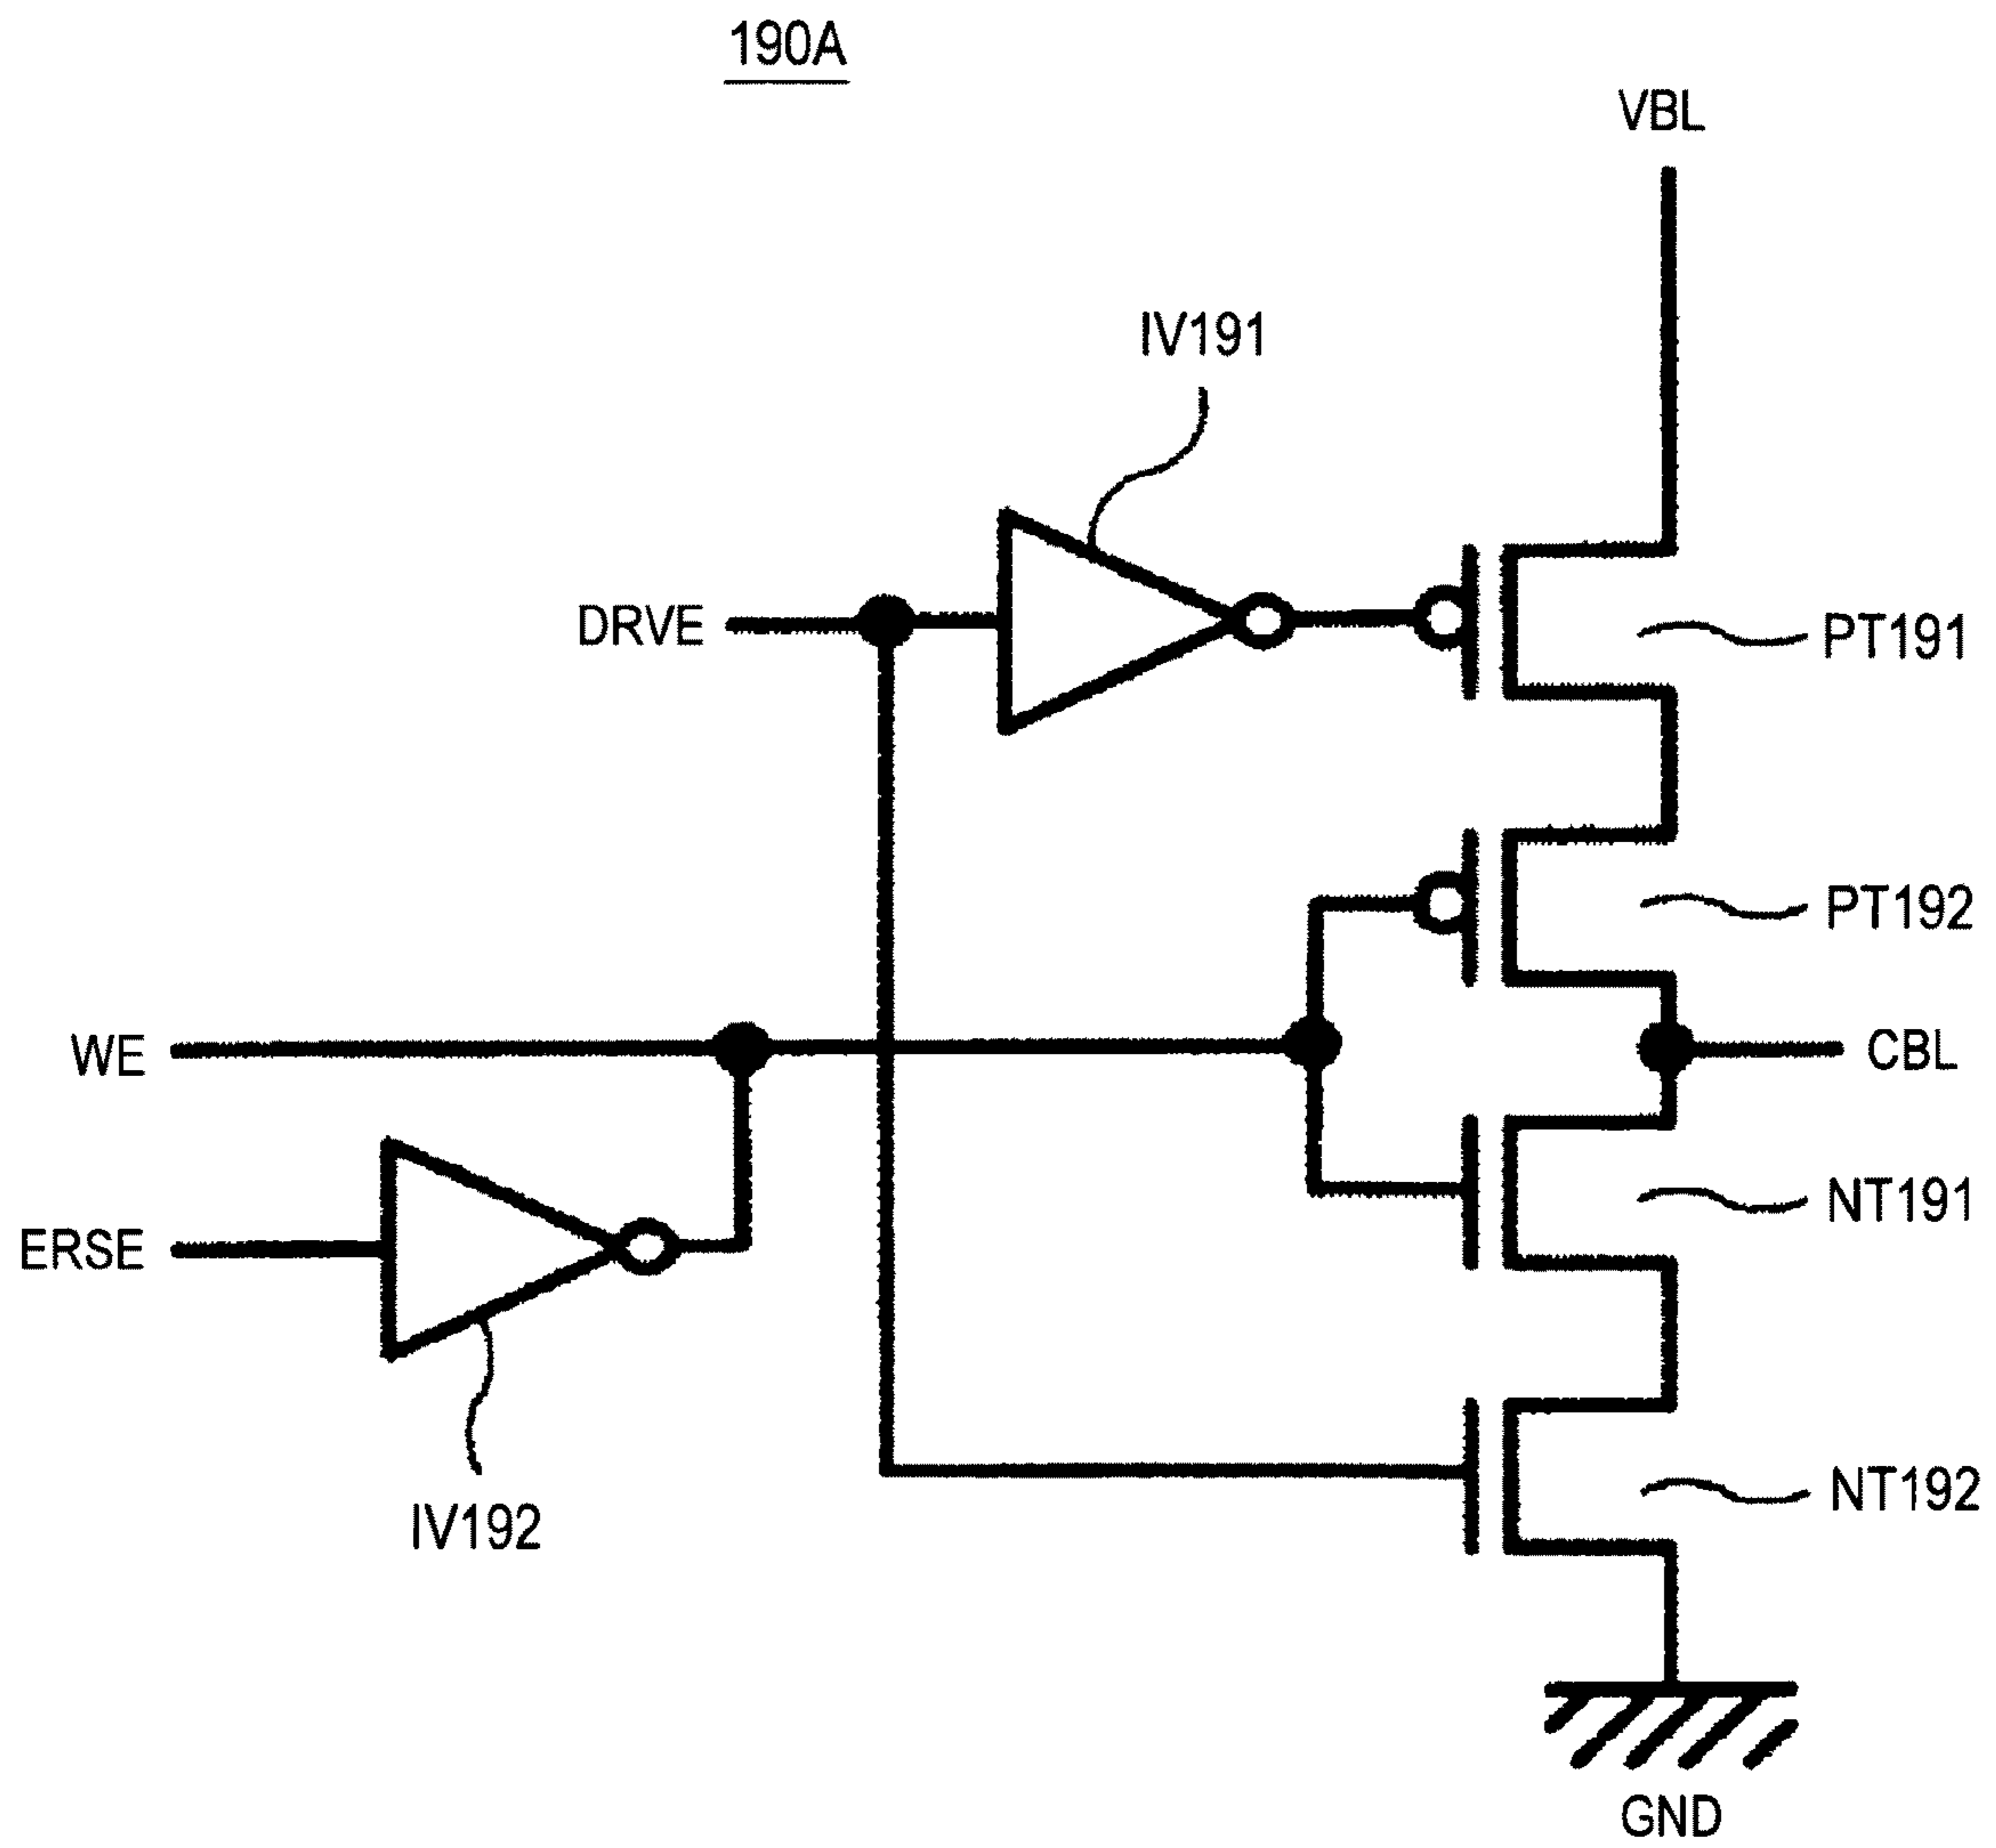 190A
VBL
IV191
DRVE
PT191
PT192
WE
CBL
ERSE
NT191
IV192
NT192
GND